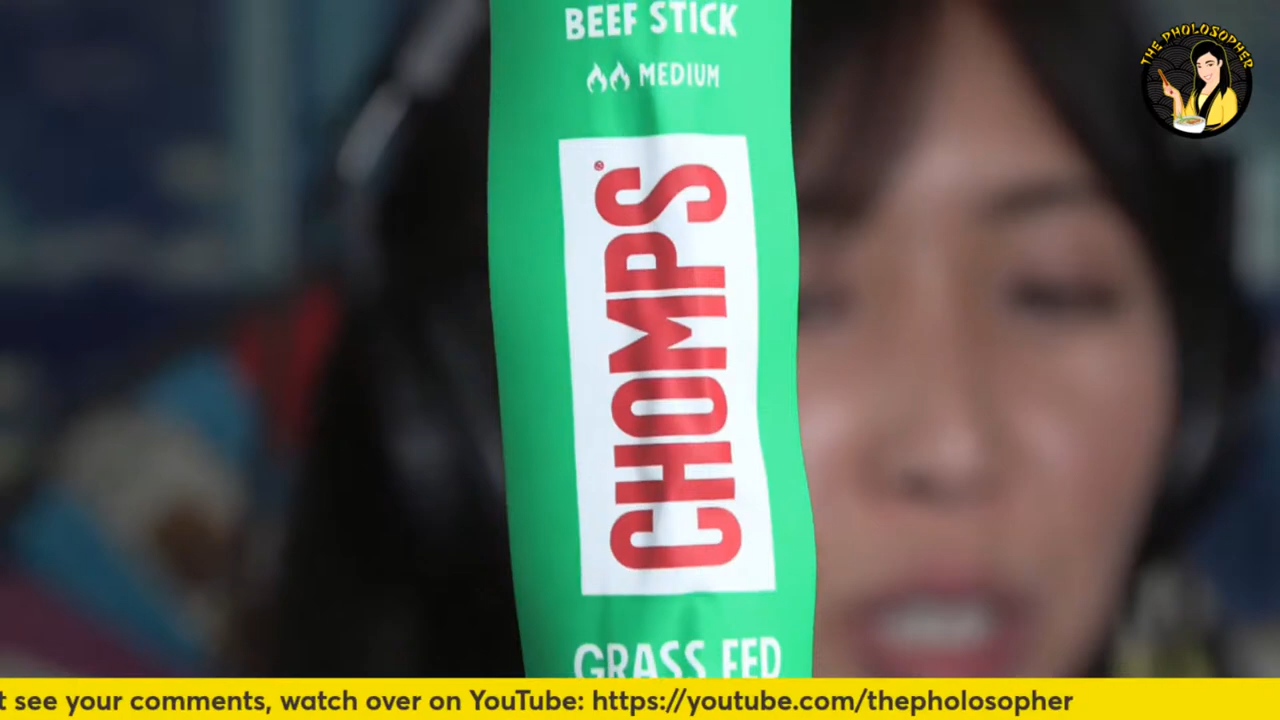 BEEF STICK
MEDIUM
CHOMPS
GRASS FED
THE PHOLOSOPHER
t see your comments, watch over on YouTube: https://youtube.com/thepholosopher